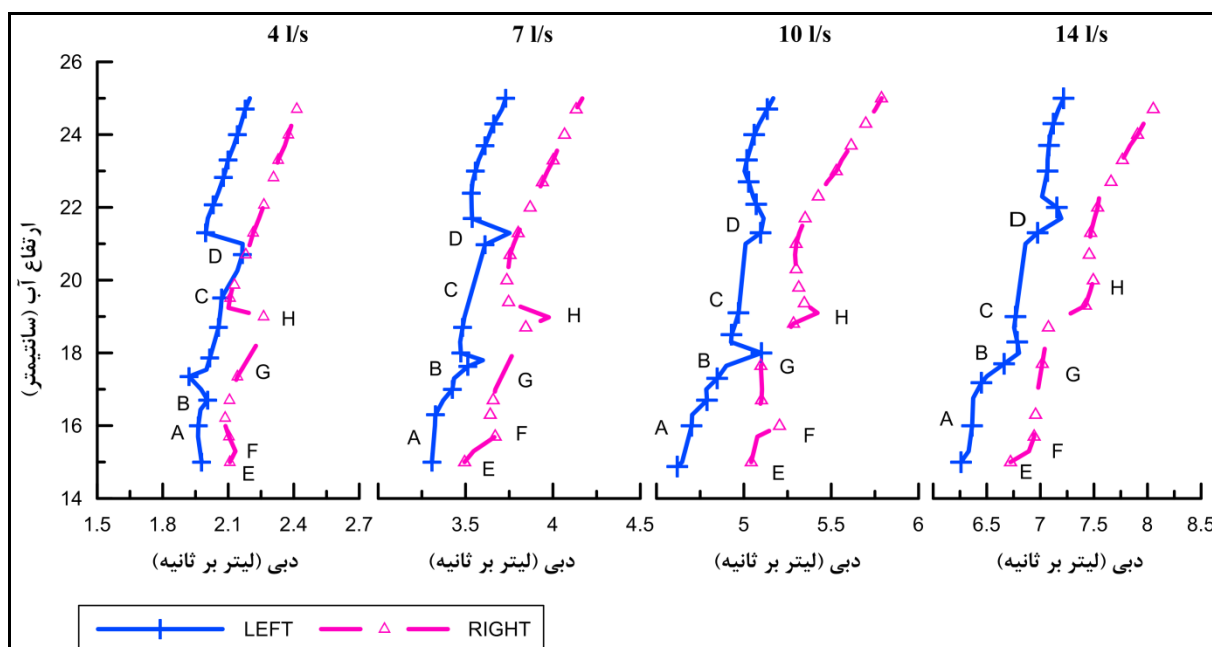 4 l/s 7 l/s 10 l/s 14 l/s
ارتفاع آب (سانتیمتر)
26
24
22
20
18
16
14
D
C
H
B
G
A
F
E
D
C
H
B
G
A
F
E
D
C
H
B
G
A
F
E
D
H
C
B
G
A
F
E
1.5 1.8 2.1 2.4 2.7 3.5 4 4.5 5 5.5 6 6.5 7 7.5 8 8.5
دبی (لیتر بر ثانیه) دبی (لیتر بر ثانیه) دبی (لیتر بر ثانیه) دبی (لیتر بر ثانیه)
LEFT RIGHT